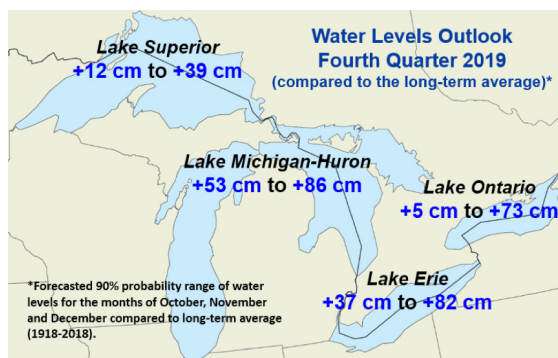 Water Levels Outlook
Fourth Quarter 2019
(compared to the long-term average)*
Lake Superior
+12 cm to +39 cm
Lake Michigan-Huron
+53 cm to +86 cm
Lake Ontario
+5 cm to +73 cm
Lake Erie
+37 cm to +82 cm
*Forecasted 90% probability range of water
levels for the months of October, November
and December compared to long-term average
(1918-2018).